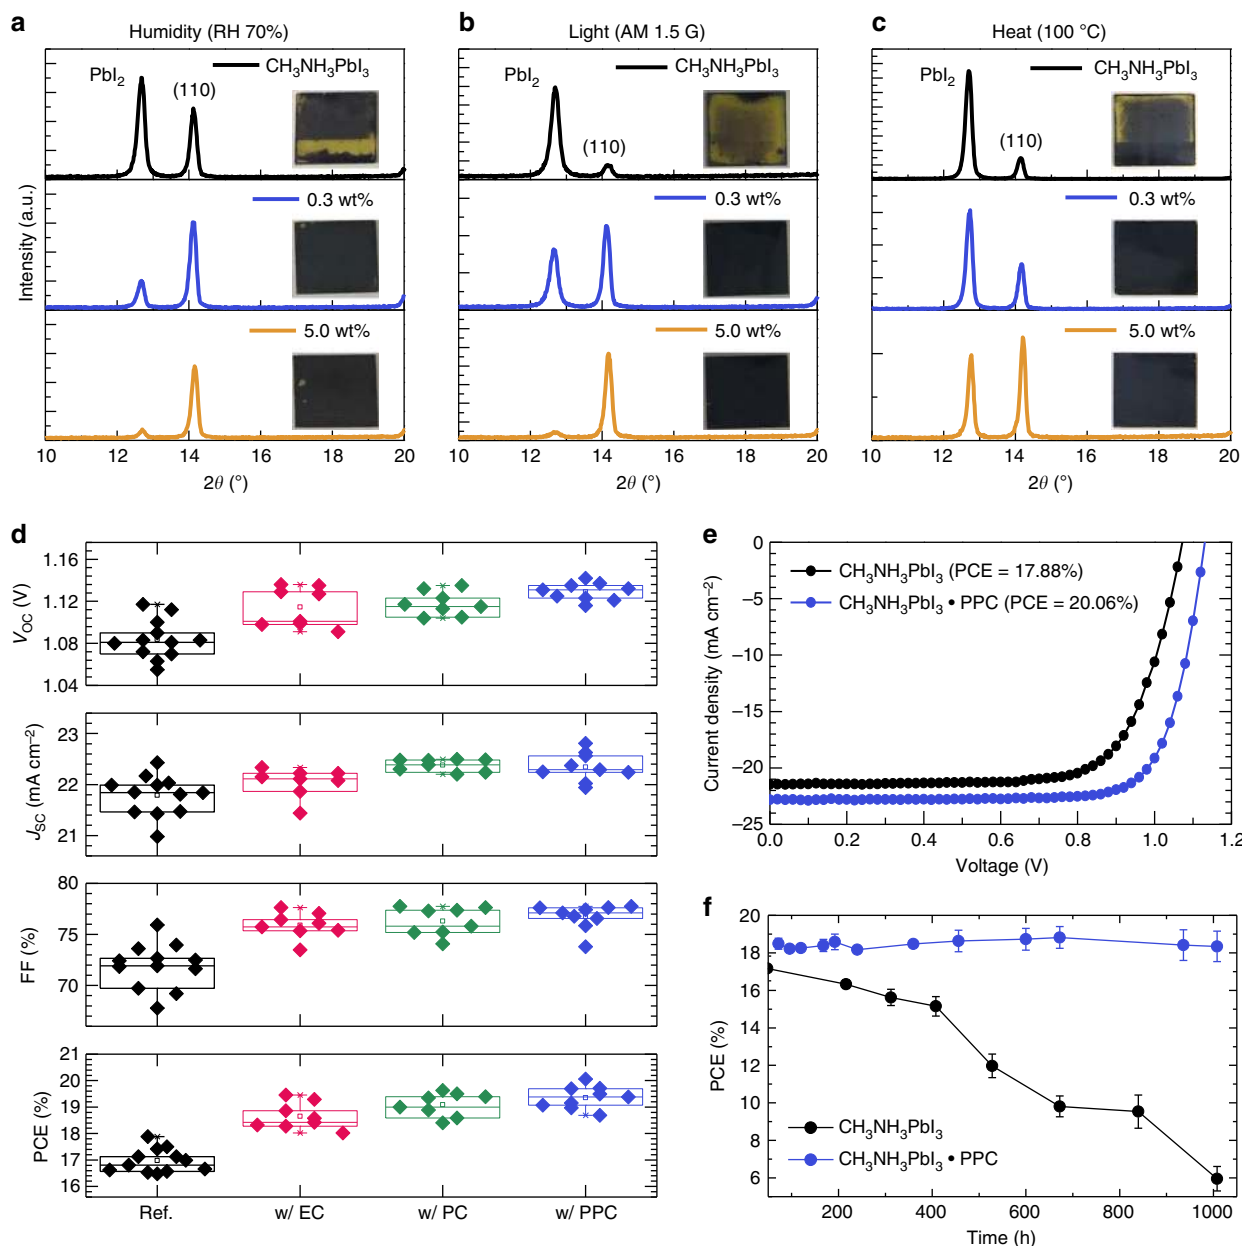 a Humidity (RH 70%)
b Light (AM 1.5 G)
c Heat (100 °C)
PbI2 CH3NH3PbI3
(110)
PbI2 CH3NH3PbI3
(110)
PbI2 CH3NH3PbI3
(110)
0.3 wt%
0.3 wt%
0.3 wt%
5.0 wt%
5.0 wt%
5.0 wt%
Intensity (a.u.)
10 12 14 16 18 20
10 12 14 16 18 20
10 12 14 16 18 20
10 12 14 16 18 20
2θ (°)
2θ (°)
2θ (°)
d
VOC (V)
1.16
1.12
1.08
1.04
JSC (mA cm–2)
23
22
21
FF (%)
80
75
70
PCE (%)
21
20
19
18
17
16
Ref. w/ EC w/ PC w/ PPC
e
CH3NH3PbI3 (PCE = 17.88%)
CH3NH3PbI3 • PPC (PCE = 20.06%)
Current density (mA cm–2)
0
–5
–10
–15
–20
–25
0.0 0.2 0.4 0.6 0.8 1.0 1.2
Voltage (V)
f
PCE (%)
20
18
16
14
12
10
8
6
CH3NH3PbI3
CH3NH3PbI3 • PPC
200 400 600 800 1000
Time (h)